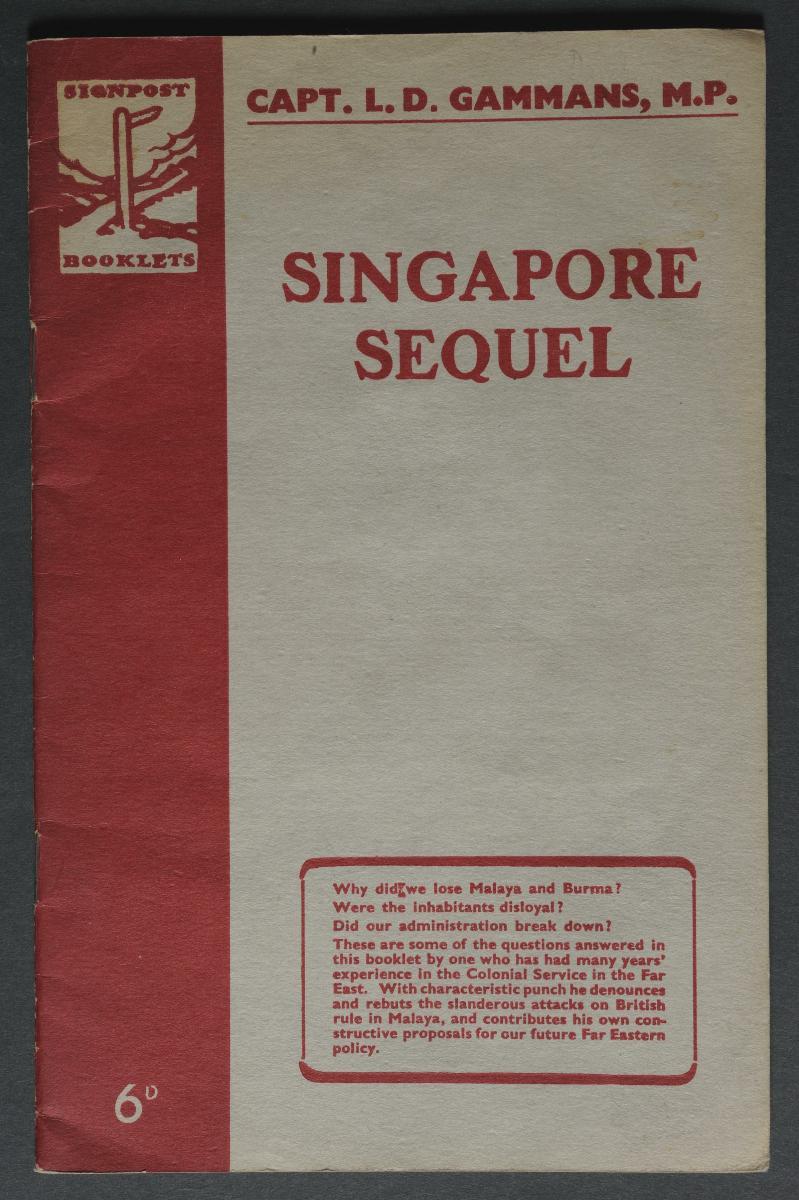 SIGNPOST
BOOKLETS
CAPT. L. D. GAMMANS, M.P.
SINGAPORE
SEQUEL
Why did we lose Malaya and Burma?
Were the inhabitants disloyal?
Did our administration break down?
These are some of the questions answered in
this booklet by one who has had many years'
experience in the Colonial Service in the Far
East. With characteristic punch he denounces
and rebuts the slanderous attacks on British
rule in Malaya, and contributes his own con-
structive proposals for our future Far Eastern
policy.
6D